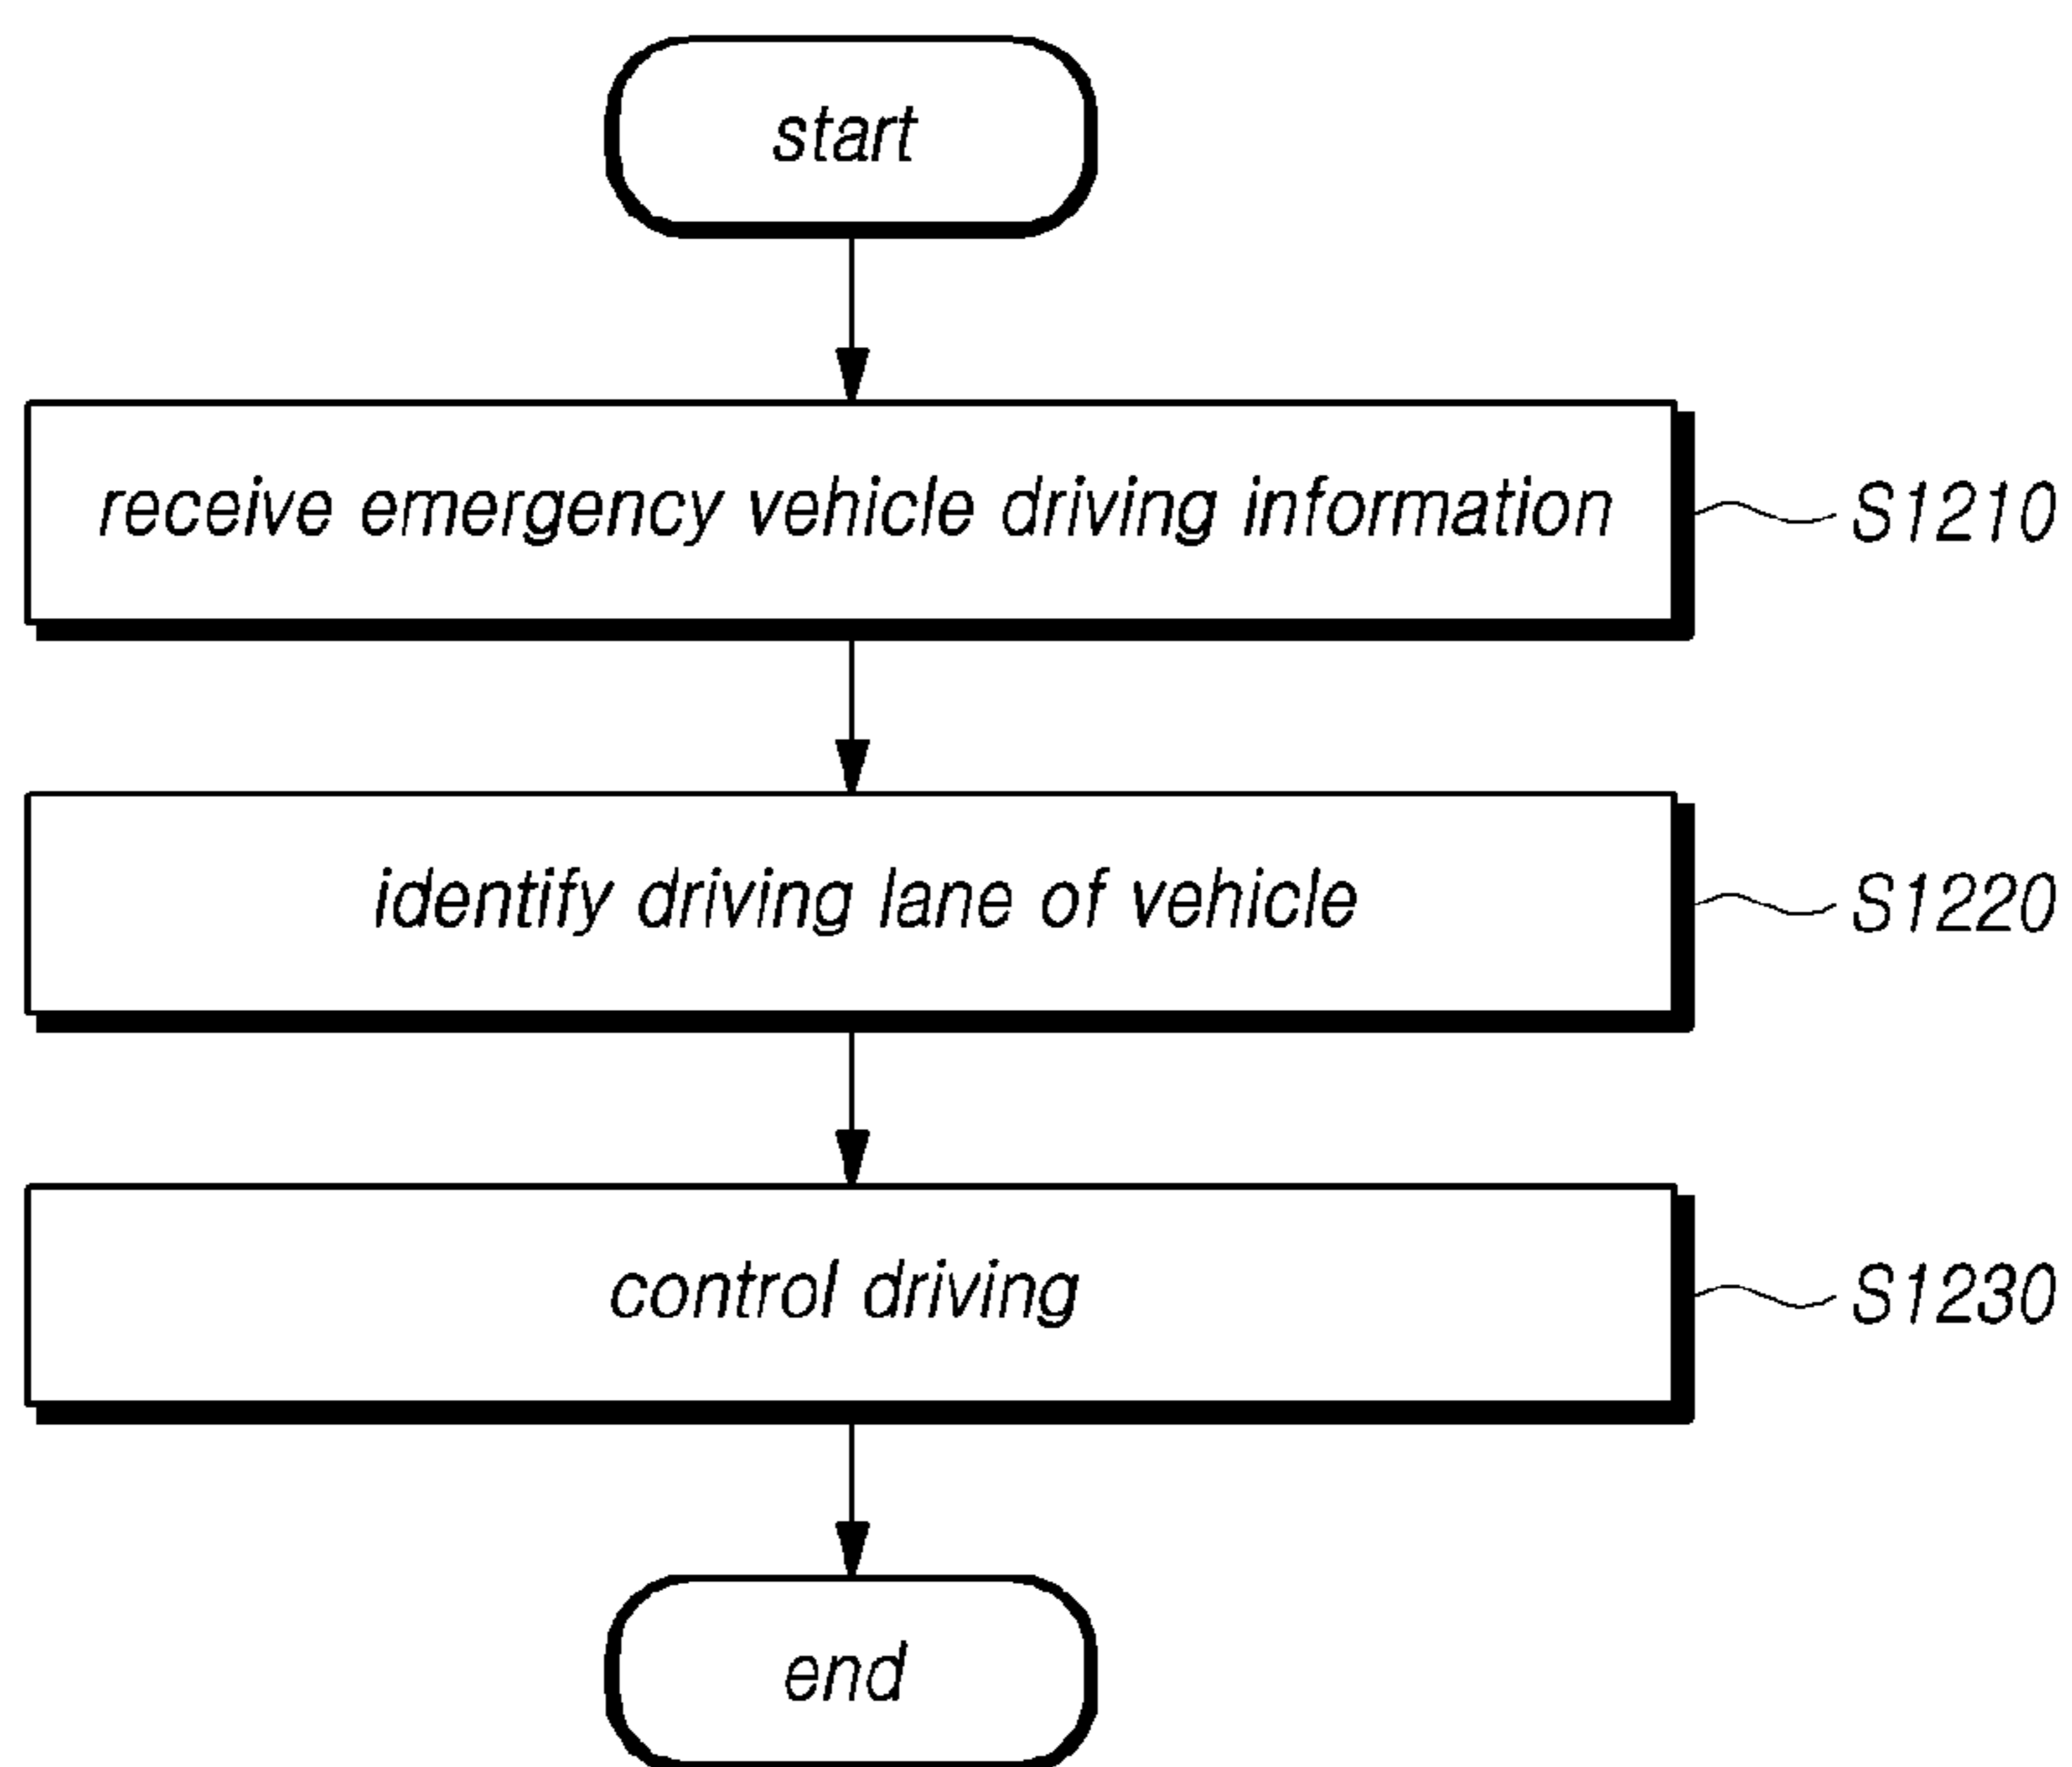 start
receive emergency vehicle driving information
S1210
identify driving lane of vehicle
S1220
control driving
S1230
end